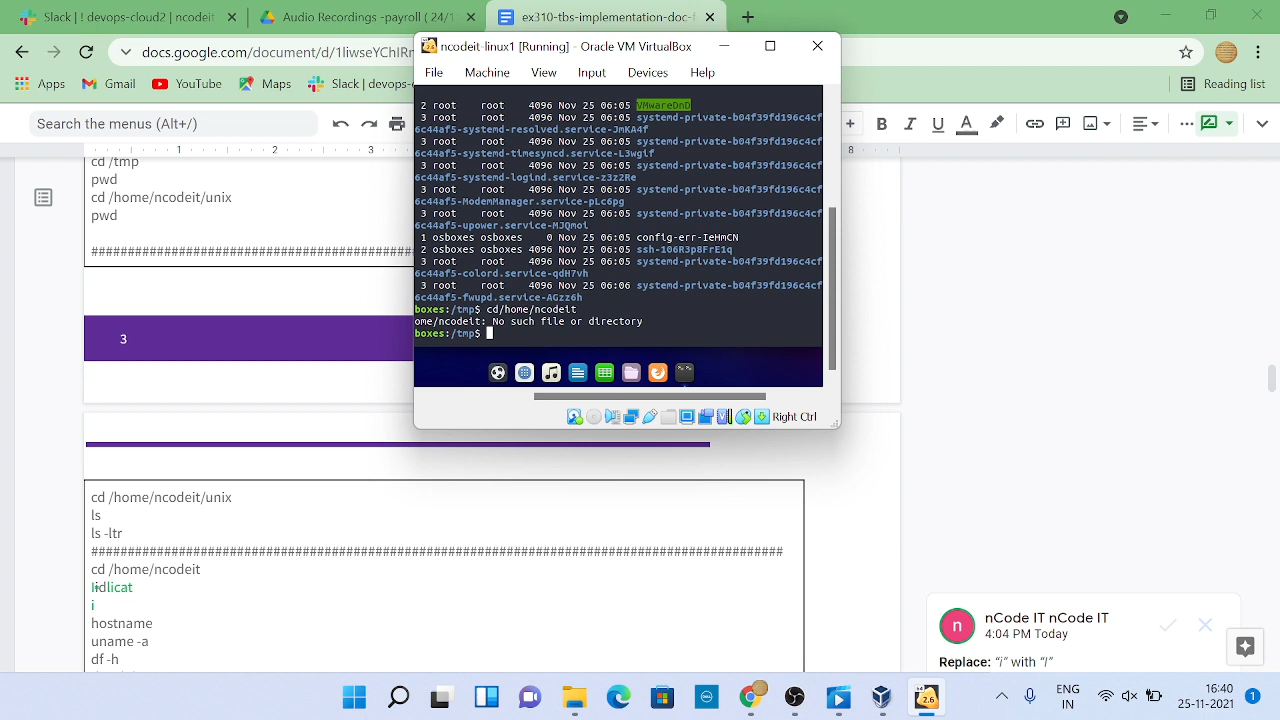 Slack | -devops-cloud2 | ncodeit
Audio Recordings -payroll ( 24/1
ex310-tbs-implementation-doc-f
docs.google.com/document/d/1liwseYChIRr
Apps
Gmail
YouTube
Maps
Slack | -devops-
Reading list
Search the menus (Alt+/)
1 2 3 8
cd /tmp
pwd
cd /home/ncodeit/unix
pwd
3
ncodeit-linux1 [Running] - Oracle VM VirtualBox
File Machine View Input Devices Help
2 root root 4096 Nov 25 06:05 VMwareDnD
3 root root 4096 Nov 25 06:05 systemd-private-b04f39fd196c4cf
6c44af5-systemd-resolved.service-JmKA4f
3 root root 4096 Nov 25 06:05 systemd-private-b04f39fd196c4cf
6c44af5-systemd-timesyncd.service-L3wgif
3 root root 4096 Nov 25 06:05 systemd-private-b04f39fd196c4cf
6c44af5-systemd-logind.service-z3z2Re
3 root root 4096 Nov 25 06:05 systemd-private-b04f39fd196c4cf
6c44af5-ModemManager.service-pLc6pg
3 root root 4096 Nov 25 06:05 systemd-private-b04f39fd196c4cf
6c44af5-upower.service-MJQmoi
1 osboxes osboxes 0 Nov 25 06:05 config-err-IeHmCN
2 osboxes osboxes 4096 Nov 25 06:05 ssh-106R3p8FrE1q
3 root root 4096 Nov 25 06:05 systemd-private-b04f39fd196c4cf
6c44af5-colord.service-qdH7vh
3 root root 4096 Nov 25 06:06 systemd-private-b04f39fd196c4cf
6c44af5-fwupd.service-AGzz6h
boxes:/tmp$ cd/home/ncodeit
ome/ncodeit: No such file or directory
boxes:/tmp$
Right Ctrl
cd /home/ncodeit/unix
ls
ls -ltr
cd /home/ncodeit
lidlicat
i
hostname
uname -a
df -h
n
nCode IT nCode IT
4:04 PM Today
Replace: “i” with “l”
ENG
IN
16:40
25-11-2021
1